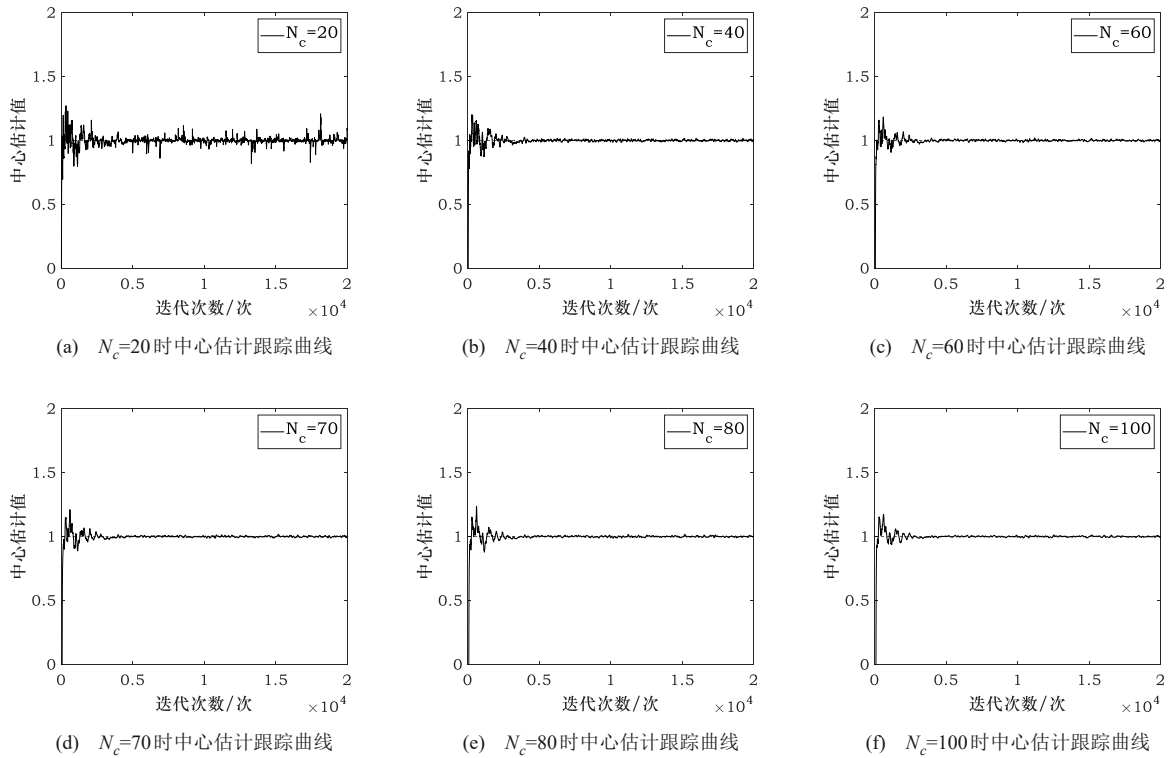 2
1.5
1
0.5
0
中心估计值
N_c=20
0
0.5
1
1.5
2
迭代次数/次
×10^4
(a) N_c=20时中心估计跟踪曲线
2
1.5
1
0.5
0
中心估计值
N_c=40
0
0.5
1
1.5
2
迭代次数/次
×10^4
(b) N_c=40时中心估计跟踪曲线
2
1.5
1
0.5
0
中心估计值
N_c=60
0
0.5
1
1.5
2
迭代次数/次
×10^4
(c) N_c=60时中心估计跟踪曲线
2
1.5
1
0.5
0
中心估计值
N_c=70
0
0.5
1
1.5
2
迭代次数/次
×10^4
(d) N_c=70时中心估计跟踪曲线
2
1.5
1
0.5
0
中心估计值
N_c=80
0
0.5
1
1.5
2
迭代次数/次
×10^4
(e) N_c=80时中心估计跟踪曲线
2
1.5
1
0.5
0
中心估计值
N_c=100
0
0.5
1
1.5
2
迭代次数/次
×10^4
(f) N_c=100时中心估计跟踪曲线